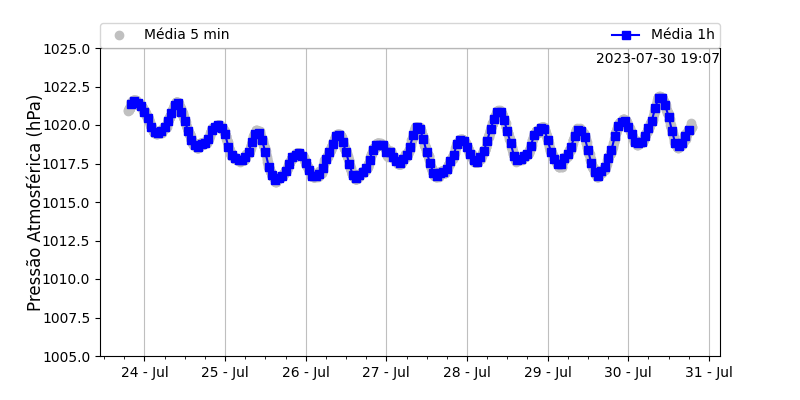 Média 5 min
Média 1h
2023-07-30 19:07
Pressão Atmosférica (hPa)
1025.0
1022.5
1020.0
1017.5
1015.0
1012.5
1010.0
1007.5
1005.0
24 - Jul
25 - Jul
26 - Jul
27 - Jul
28 - Jul
29 - Jul
30 - Jul
31 - Jul